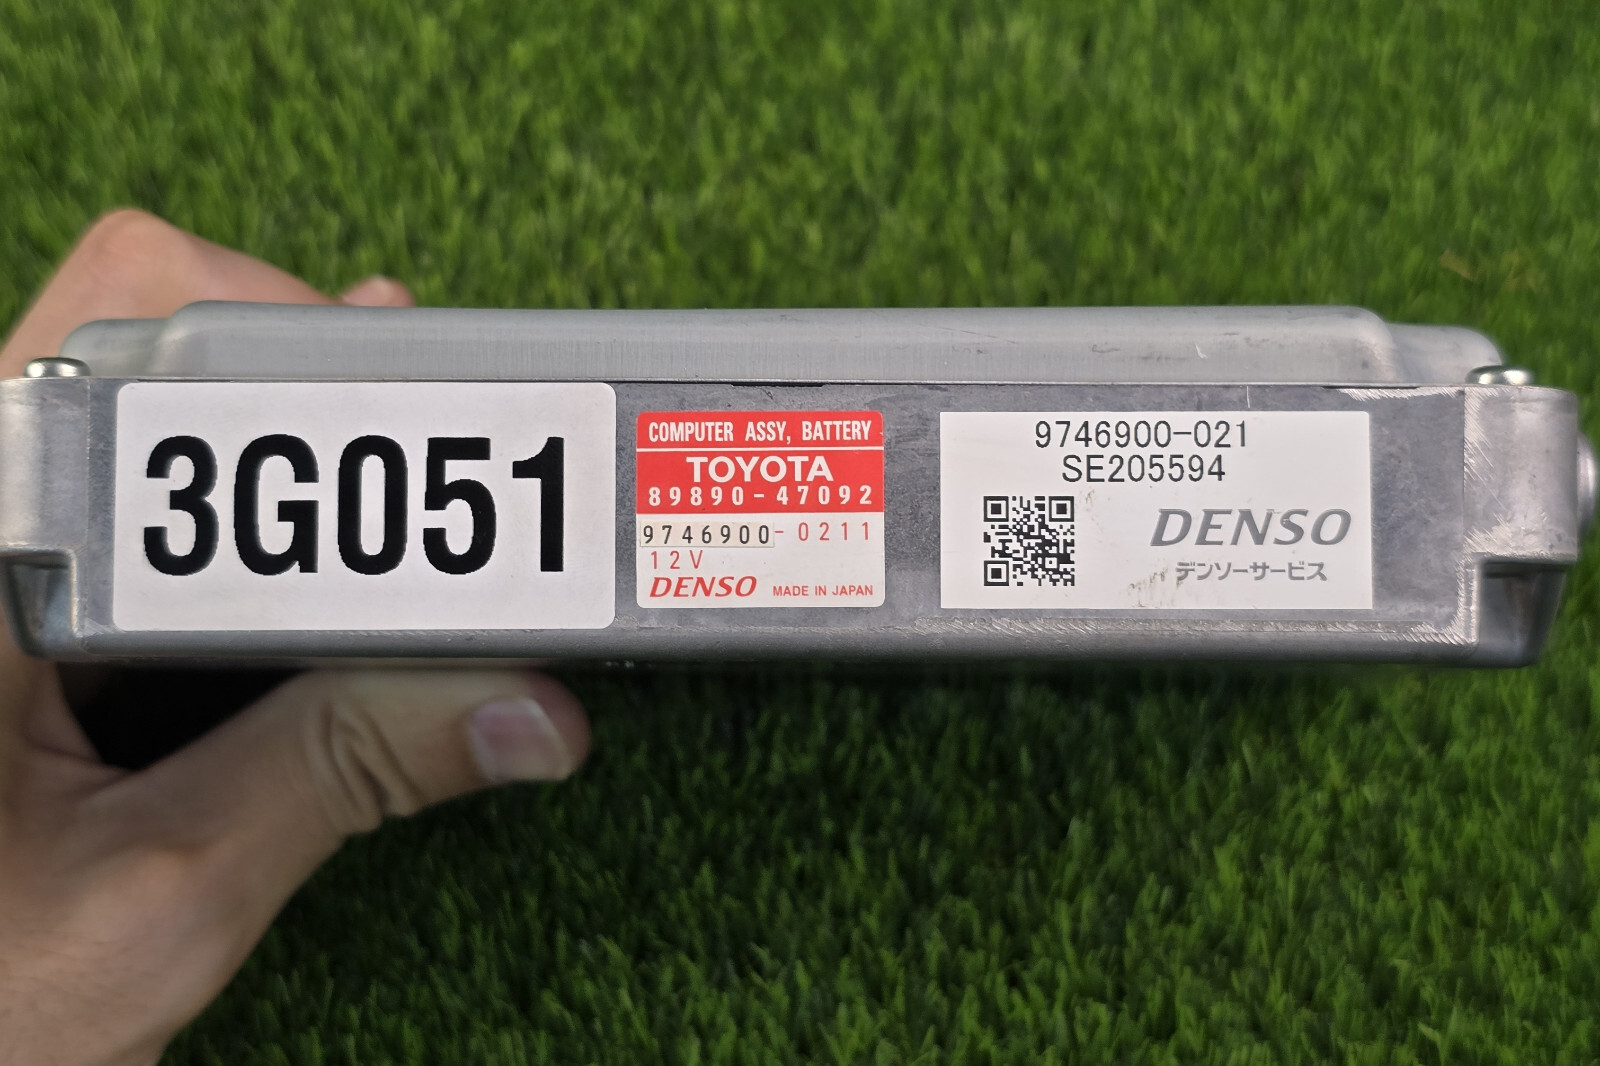 3G051
COMPUTER ASSY, BATTERY
TOYOTA
89890-47092
9746900-0211
12V
DENSO MADE IN JAPAN
9746900-021
SE205594
DENSO
デンソーサービス